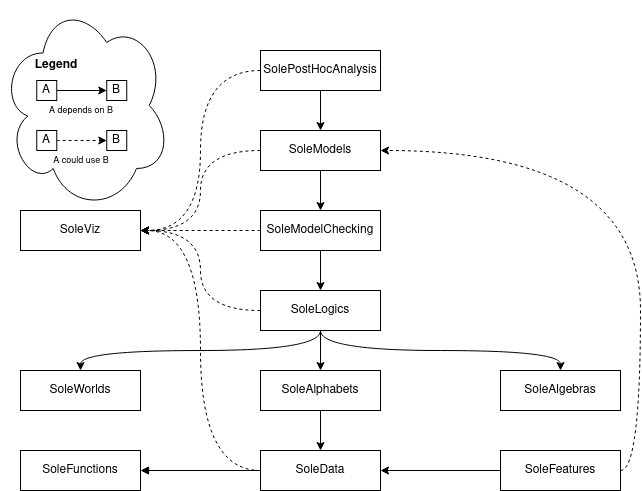 Legend
A B
A depends on B
A B
A could use B
SolePostHocAnalysis
SoleModels
SoleViz
SoleModelChecking
SoleLogics
SoleWorlds
SoleAlphabets
SoleAlgebras
SoleFunctions
SoleData
SoleFeatures